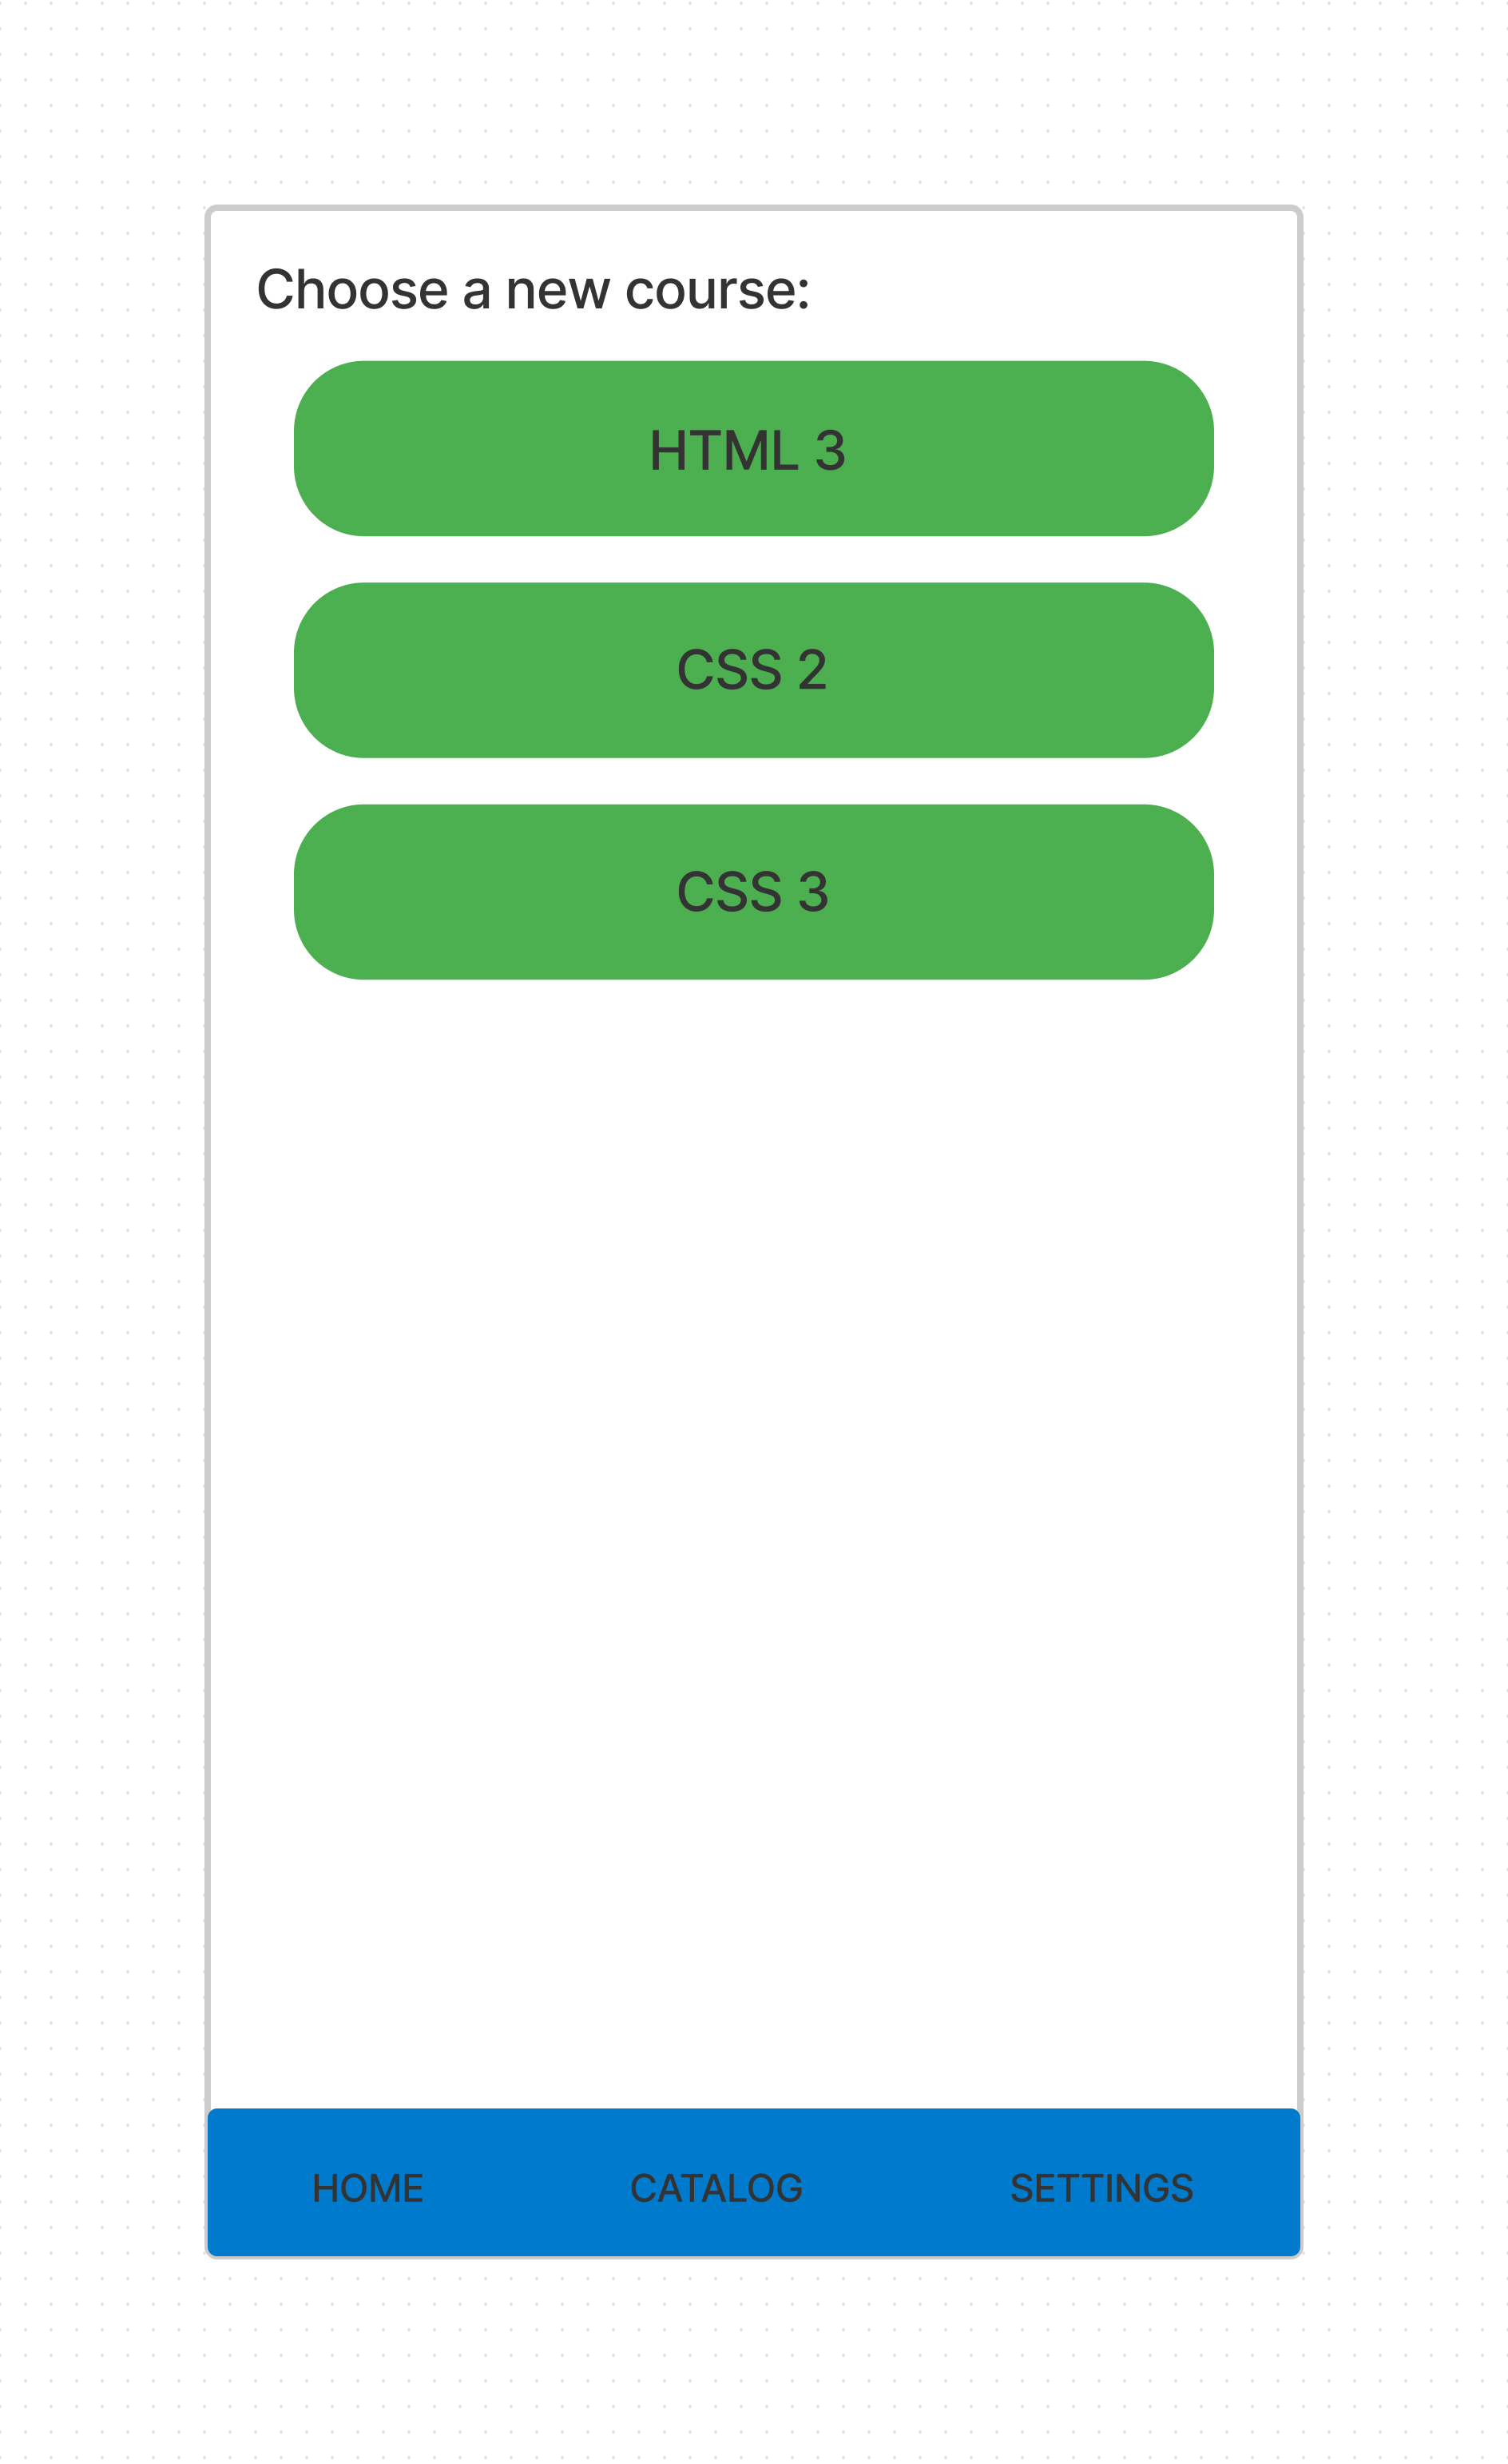 Choose a new course:
HTML 3
CSS 2
CSS 3
HOME CATALOG SETTINGS